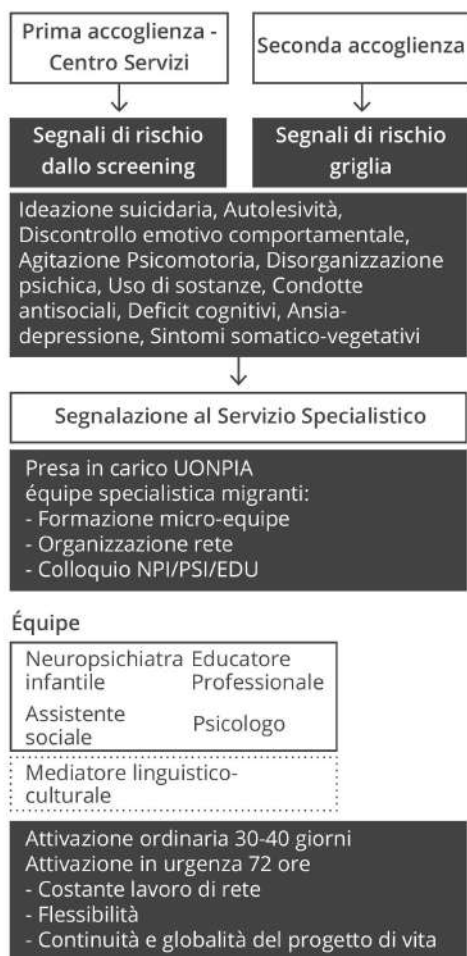 Prima accoglienza -
Centro Servizi
Seconda accoglienza
Segnali di rischio
dallo screening
Segnali di rischio
griglia
Ideazione suicidaria, Autolesività,
Discontrollo emotivo comportamentale,
Agitazione Psicomotoria, Disorganizzazione
psichica, Uso di sostanze, Condotte
antisociali, Deficit cognitivi, Ansia-
depressione, Sintomi somatico-vegetativi
Segnalazione al Servizio Specialistico
Presa in carico UONPIA
équipe specialistica migranti:
- Formazione micro-equipe
- Organizzazione rete
- Colloquio NPI/PSI/EDU
Équipe
Neuropsichiatra
infantile
Educatore
Professionale
Assistente
sociale
Psicologo
Mediatore linguistico-
culturale
Attivazione ordinaria 30-40 giorni
Attivazione in urgenza 72 ore
- Costante lavoro di rete
- Flessibilità
- Continuità e globalità del progetto di vita